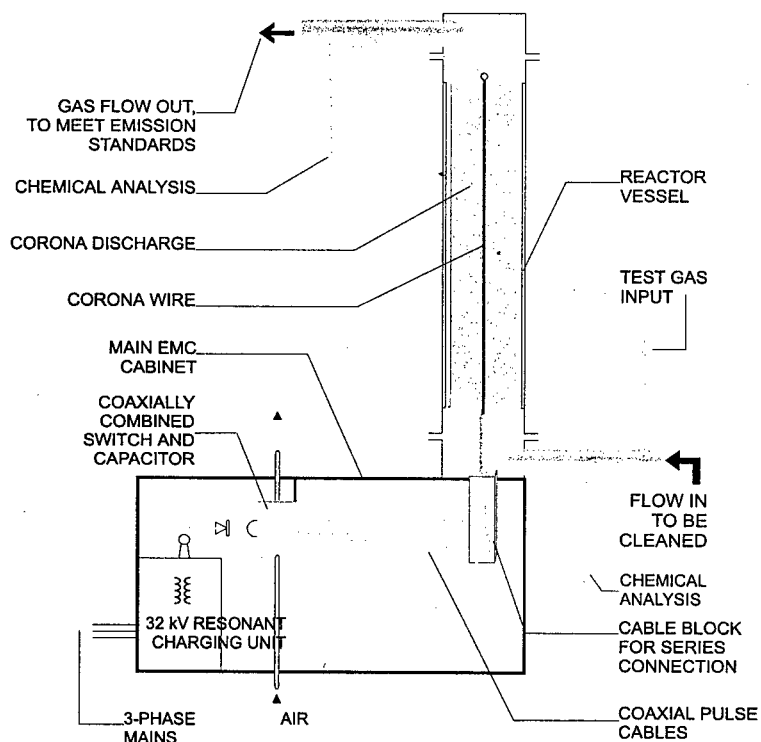 GAS FLOW OUT,
TO MEET EMISSION
STANDARDS
CHEMICAL ANALYSIS
CORONA DISCHARGE
CORONA WIRE
MAIN EMC
CABINET
COAXIALLY
COMBINED
SWITCH AND
CAPACITOR
REACTOR
VESSEL
TEST GAS
INPUT
FLOW IN
TO BE
CLEANED
CHEMICAL
ANALYSIS
32 kV RESONANT
CHARGING UNIT
CABLE BLOCK
FOR SERIES
CONNECTION
3-PHASE
MAINS
AIR
COAXIAL PULSE
CABLES